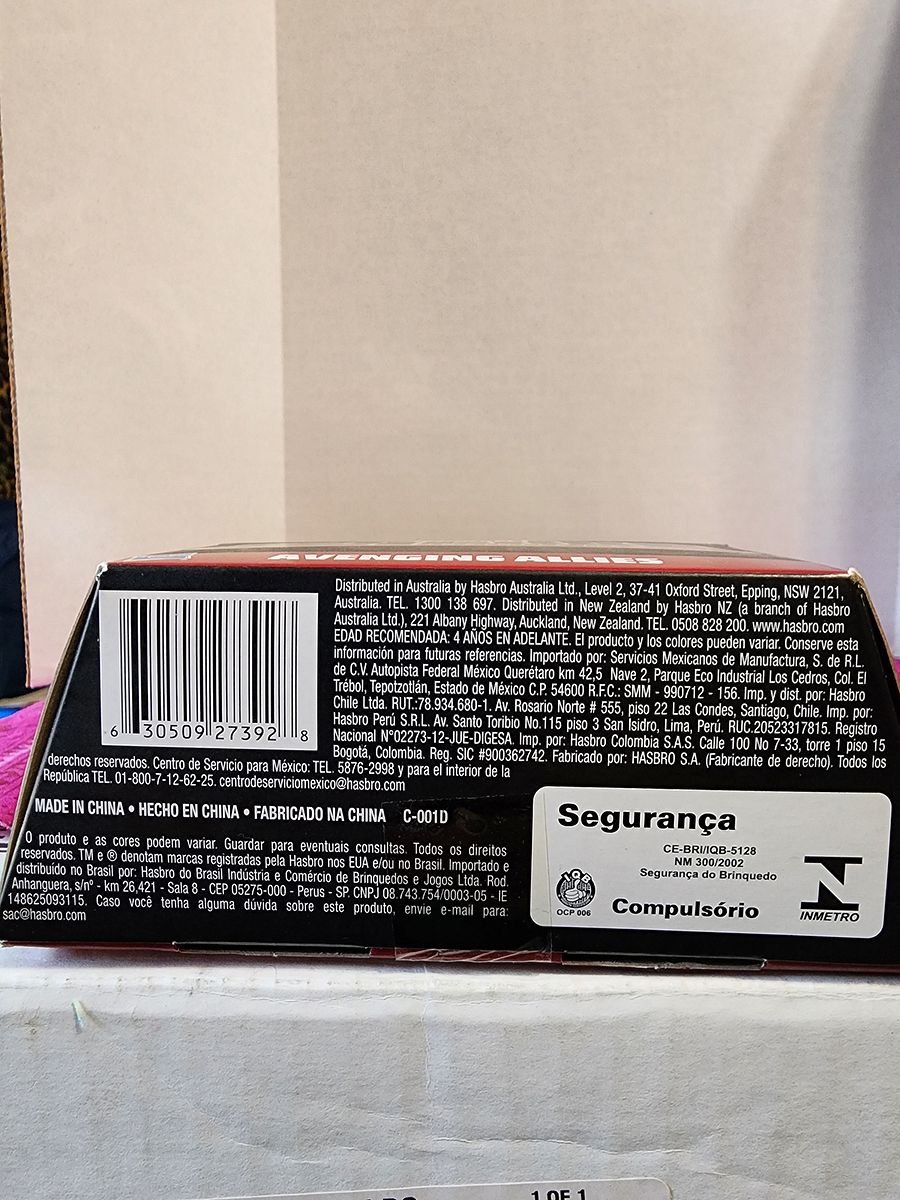 AVENGING ALLIES
Distributed in Australia by Hasbro Australia Ltd., Level 2, 37-41 Oxford Street, Epping, NSW 2121,
Australia. TEL. 1300 138 697. Distributed in New Zealand by Hasbro NZ (a branch of Hasbro
Australia Ltd.), 221 Albany Highway, Auckland, New Zealand. TEL. 0508 828 200. www.hasbro.com
EDAD RECOMENDADA: 4 AÑOS EN ADELANTE. El producto y los colores pueden variar. Conserve esta
información para futuras referencias. Importado por: Servicios Mexicanos de Manufactura, S. de R.L.
de C.V. Autopista Federal México Querétaro km 42,5 Nave 2, Parque Eco Industrial Los Cedros, Col. El
Trébol, Tepotzotlán, Estado de México C.P. 54600 R.F.C.: SMM - 990712 - 156. Imp. y dist. por: Hasbro
Chile Ltda. RUT.:78.934.680-1. Av. Rosario Norte # 555, piso 22 Las Condes, Santiago, Chile. Imp. por:
Hasbro Perú S.R.L. Av. Santo Toribio No.115 piso 3 San Isidro, Lima, Perú. RUC.20523317815. Registro
Nacional N°02273-12-JUE-DIGESA. Imp. por: Hasbro Colombia S.A.S. Calle 100 No 7-33, torre 1 piso 15
Bogotá, Colombia. Reg. SIC #900362742. Fabricado por: HASBRO S.A. (Fabricante de derecho). Todos los
derechos reservados. Centro de Servicio para México: TEL. 5876-2998 y para el interior de la
República TEL. 01-800-7-12-62-25. centrodeserviciomexico@hasbro.com
6 30509 27392 8
MADE IN CHINA • HECHO EN CHINA • FABRICADO NA CHINA C-001D
O produto e as cores podem variar. Guardar para eventuais consultas. Todos os direitos
reservados. TM e ® denotam marcas registradas pela Hasbro nos EUA e/ou no Brasil. Importado e
distribuído no Brasil por: Hasbro do Brasil Indústria e Comércio de Brinquedos e Jogos Ltda. Rod.
Anhanguera, s/nº - km 26,421 - Sala 8 - CEP 05275-000 - Perus - SP. CNPJ 08.743.754/0003-05 - IE
148625093115. Caso você tenha alguma dúvida sobre este produto, envie e-mail para:
sac@hasbro.com
Segurança
CE-BRI/IQB-5128
NM 300/2002
Segurança do Brinquedo
IQB
OCP 006
Compulsório
INMETRO
1 OF 1